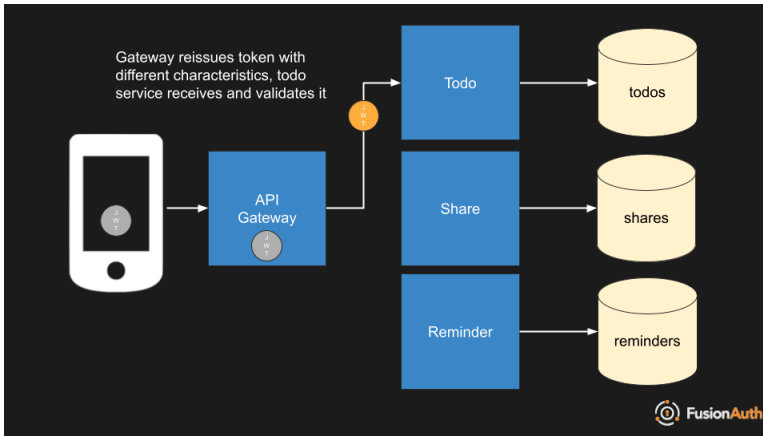 Gateway reissues token with
different characteristics, todo
service receives and validates it
Todo
todos
J
W
T
API
Gateway
J
W
T
J
W
T
Share
shares
Reminder
reminders
FusionAuth